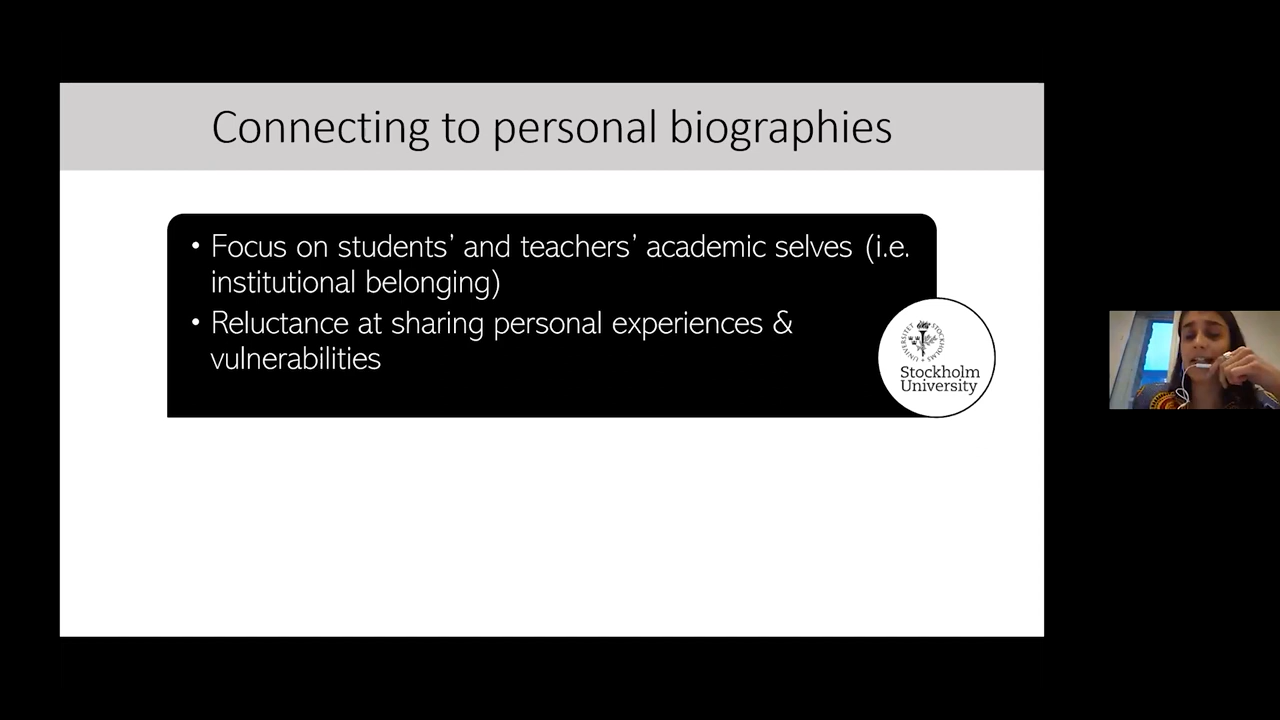 Connecting to personal biographies
• Focus on students’ and teachers’ academic selves (i.e.
institutional belonging)
• Reluctance at sharing personal experiences &
vulnerabilities
Stockholm
University